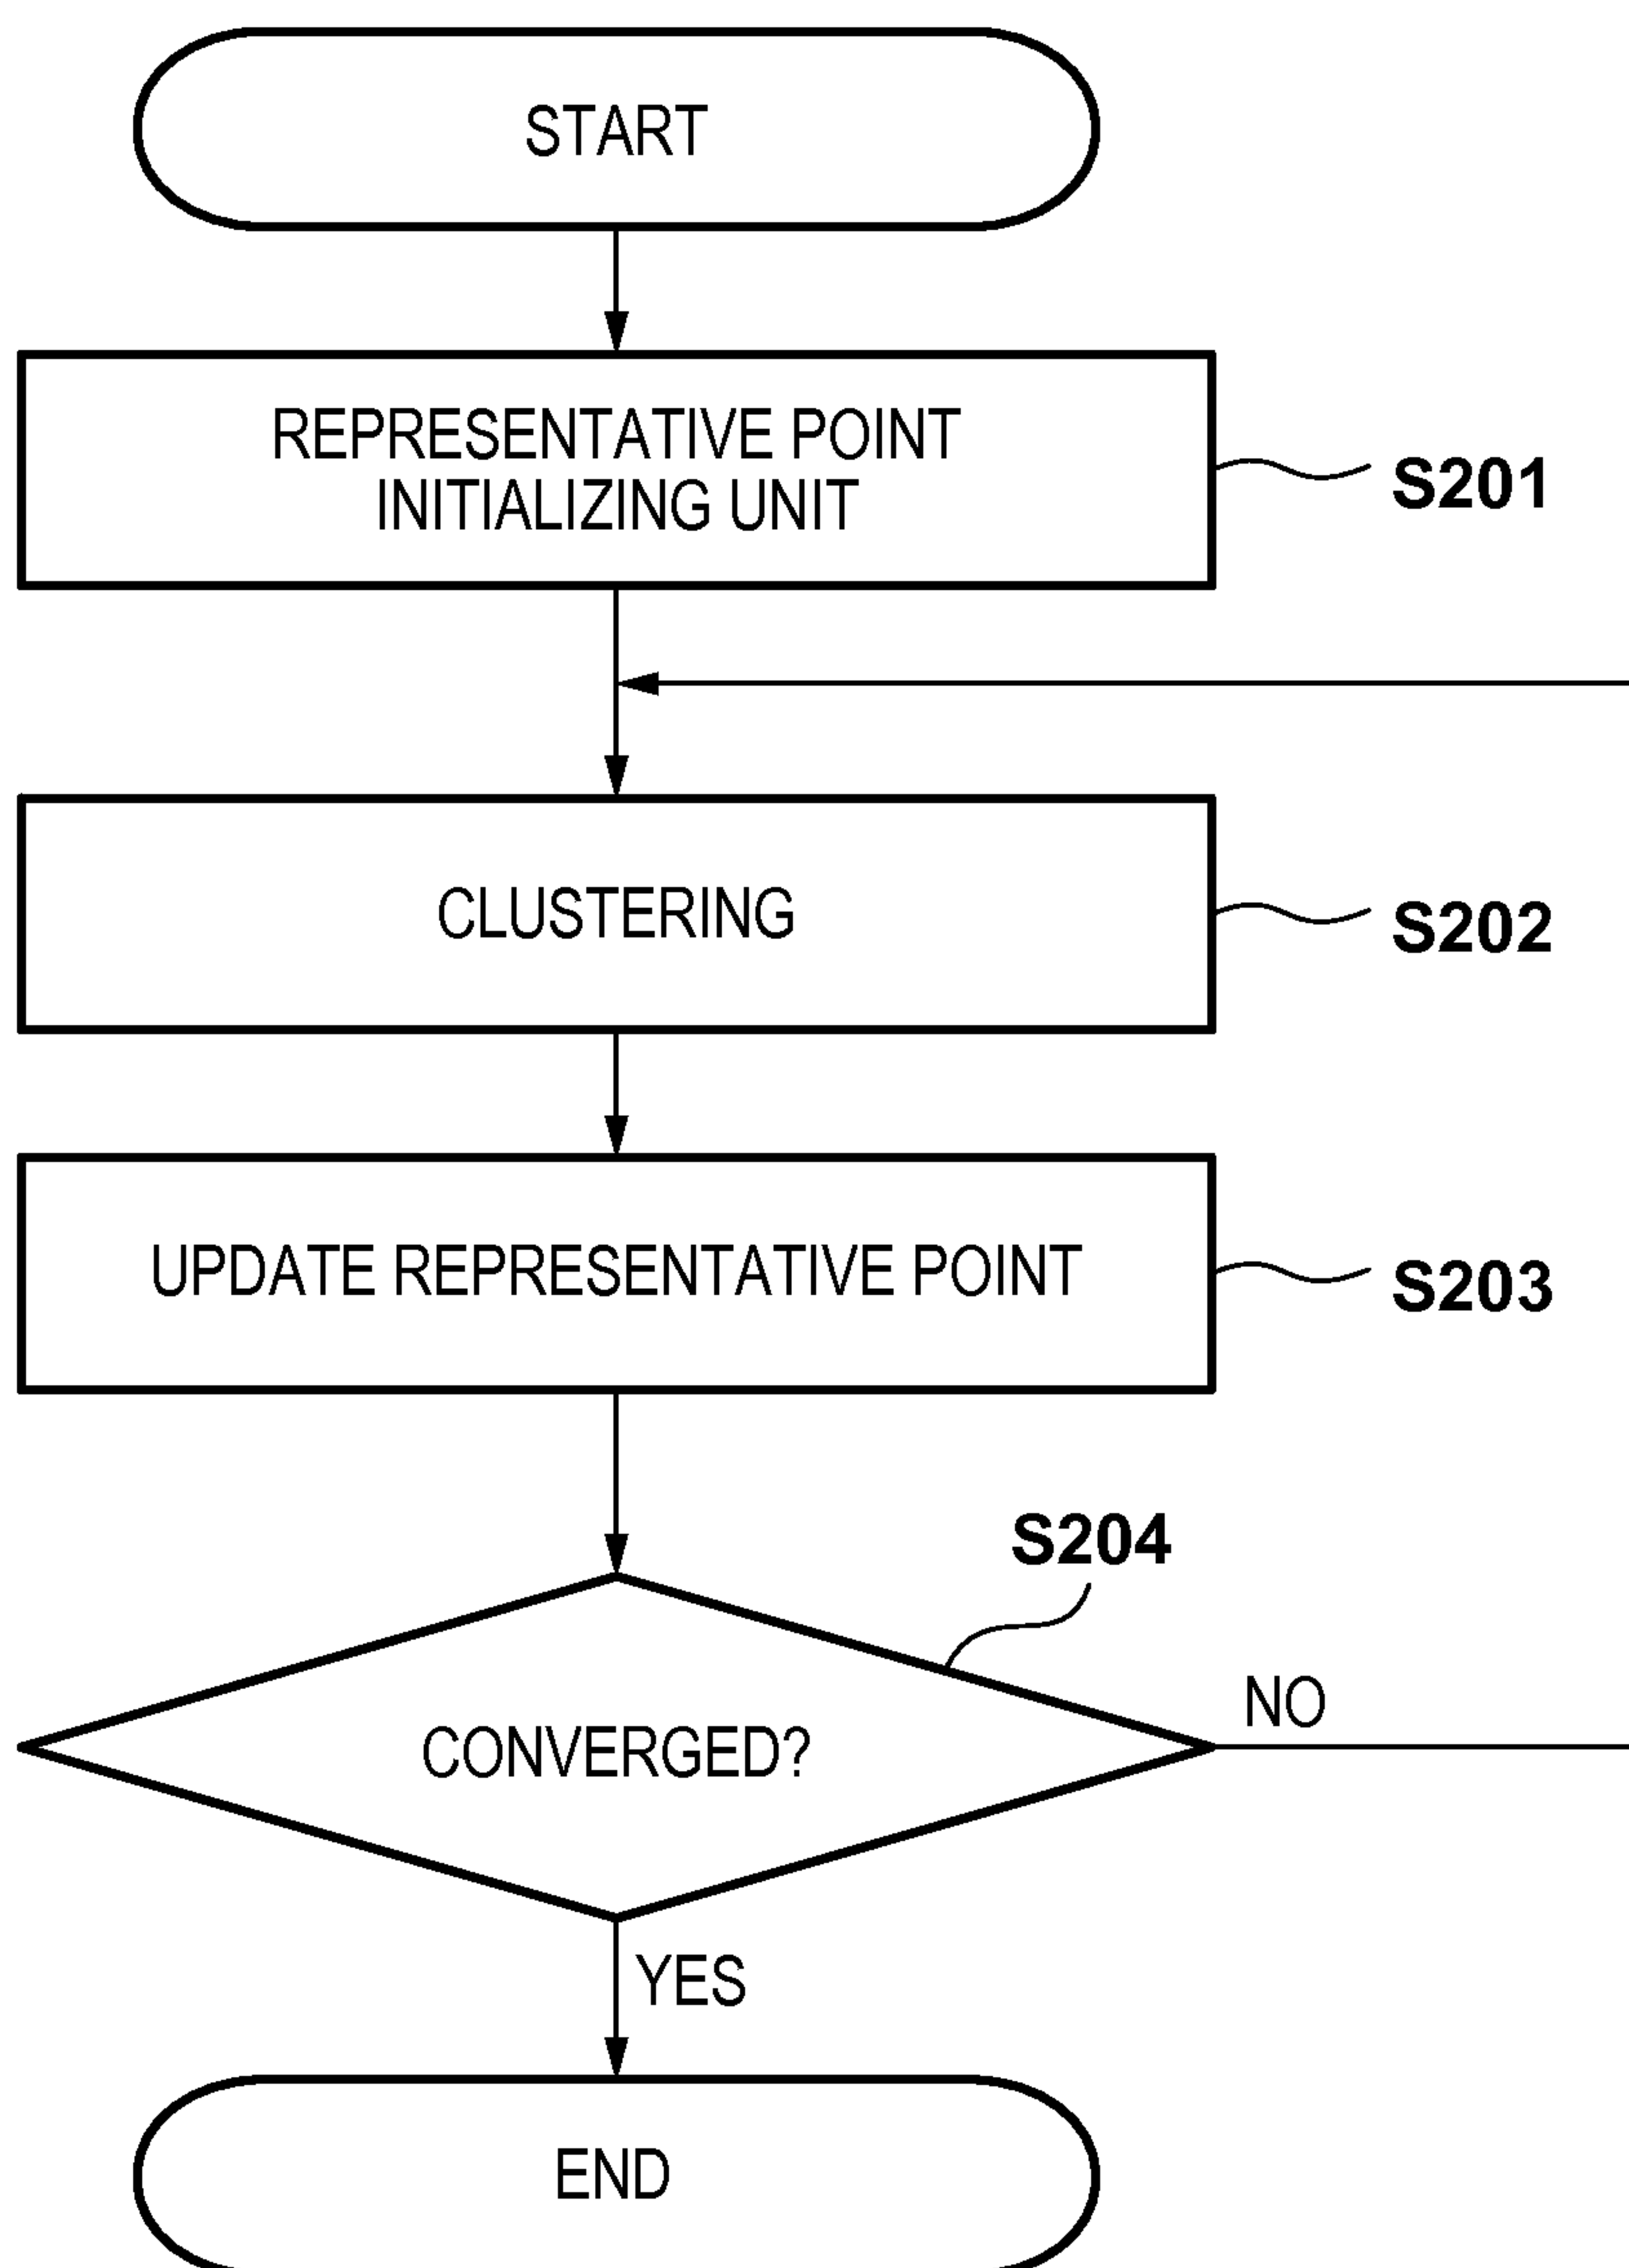 START
REPRESENTATIVE POINT
INITIALIZING UNIT
S201
CLUSTERING
S202
UPDATE REPRESENTATIVE POINT
S203
S204
CONVERGED?
NO
YES
END